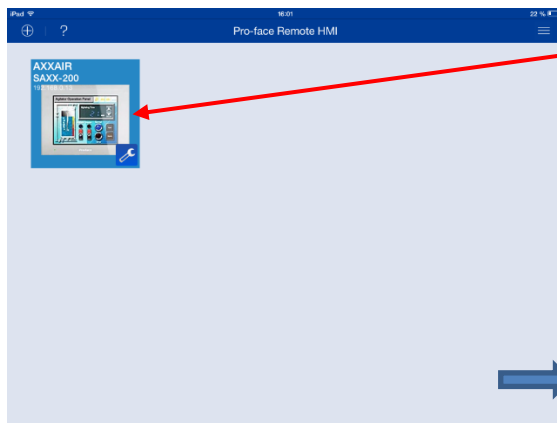 iPad 16:01 22 %
? Pro-face Remote HMI
AXXAIR
SAXX-200